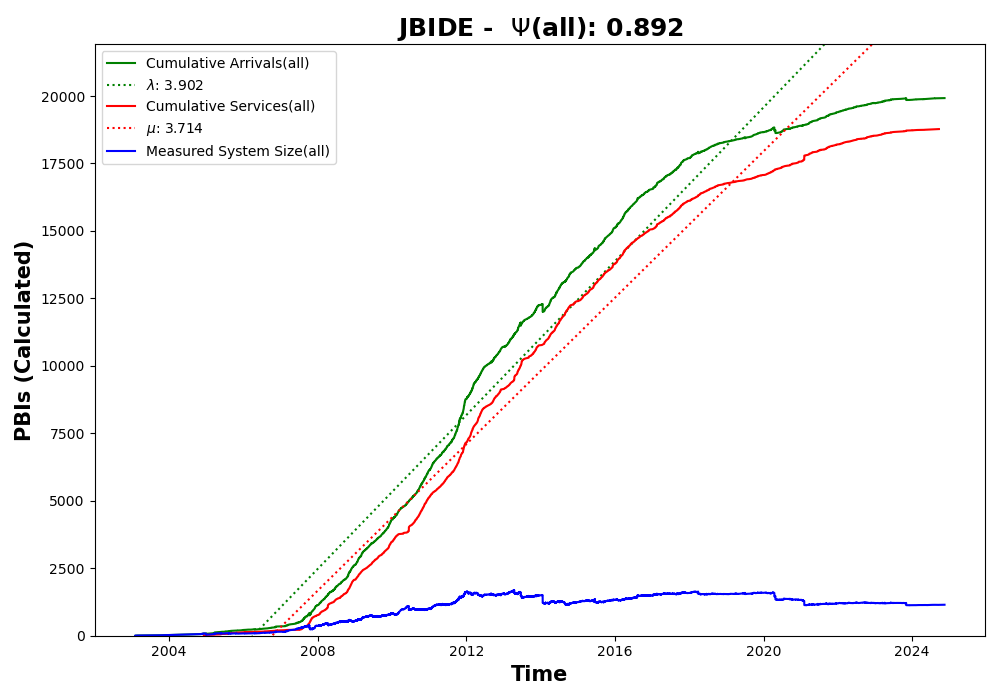 JBIDE - Ψ(all): 0.892
Cumulative Arrivals(all)
λ: 3.902
Cumulative Services(all)
μ: 3.714
Measured System Size(all)
PBIs (Calculated)
20000
17500
15000
12500
10000
7500
5000
2500
0
2004 2008 2012 2016 2020 2024
Time